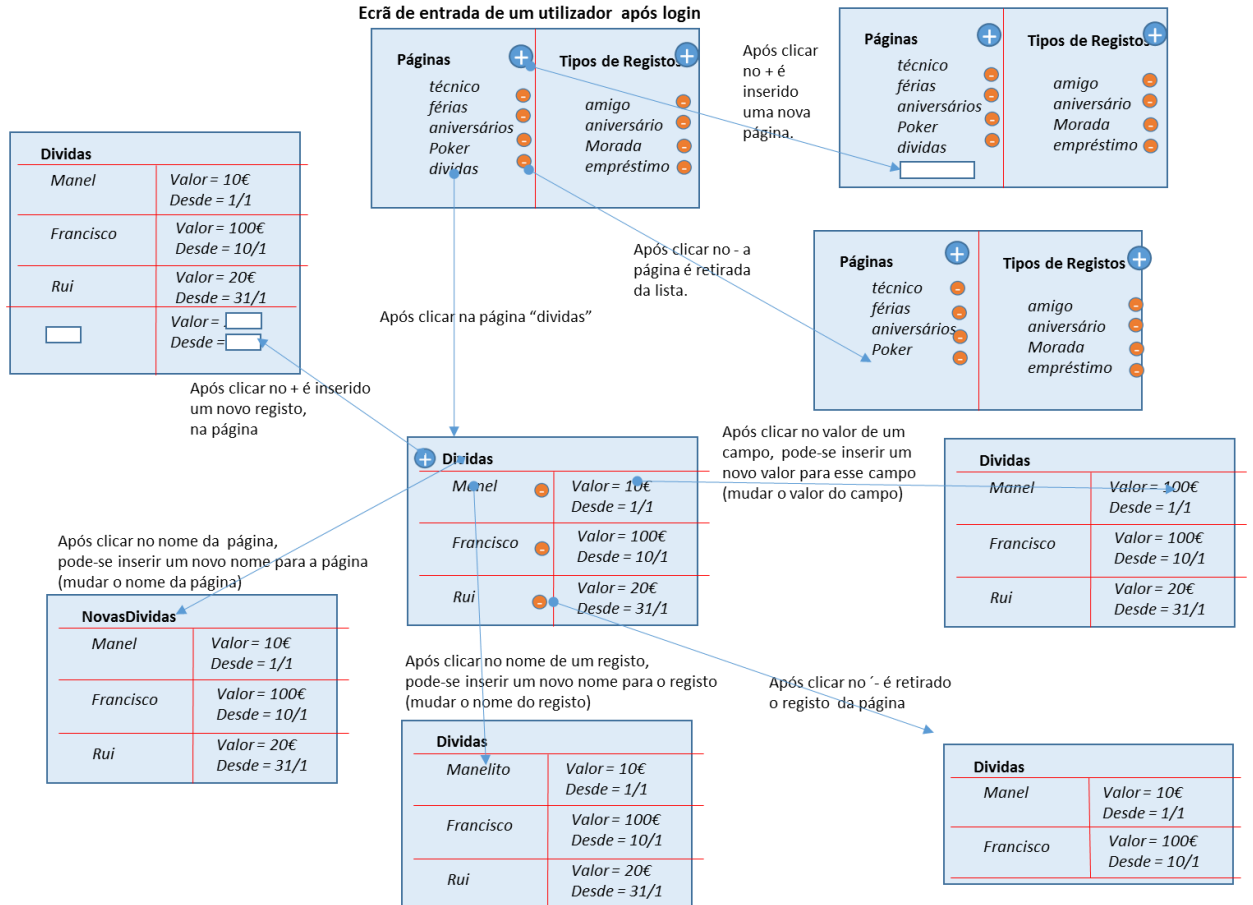 Ecrã de entrada de um utilizador após login
Páginas
+
Tipos de Registos
+
técnico
férias
-
aniversários
-
Poker
-
dividas
-
amigo
-
aniversário
-
Morada
-
empréstimo
-
Após clicar
no + é
inserido
uma nova
página.
Páginas
+
Tipos de Registos
+
técnico
-
férias
-
aniversários
-
Poker
-
dividas
amigo
-
aniversário
-
Morada
-
empréstimo
-
Dividas
Manel
Valor = 10€
Desde = 1/1
Francisco
Valor = 100€
Desde = 10/1
Rui
Valor = 20€
Desde = 31/1
Valor = .
Desde =
Após clicar no - a
página é retirada
da lista.
Páginas
+
Tipos de Registos
+
técnico
-
férias
-
aniversários
-
Poker
-
amigo
-
aniversário
-
Morada
-
empréstimo
-
Após clicar na página “dividas”
Após clicar no + é inserido
um novo registo,
na página
+
Dividas
Manel
-
Valor = 10€
Desde = 1/1
Francisco
-
Valor = 100€
Desde = 10/1
Rui
-
Valor = 20€
Desde = 31/1
Após clicar no valor de um
campo, pode-se inserir um
novo valor para esse campo
(mudar o valor do campo)
Dividas
Manel
Valor = 100€
Desde = 1/1
Francisco
Valor = 100€
Desde = 10/1
Rui
Valor = 20€
Desde = 31/1
Após clicar no nome da página,
pode-se inserir um novo nome para a página
(mudar o nome da página)
NovasDividas
Manel
Valor = 10€
Desde = 1/1
Francisco
Valor = 100€
Desde = 10/1
Rui
Valor = 20€
Desde = 31/1
Após clicar no nome de um registo,
pode-se inserir um novo nome para o registo
(mudar o nome do registo)
Dividas
Manelito
Valor = 10€
Desde = 1/1
Francisco
Valor = 100€
Desde = 10/1
Rui
Valor = 20€
Desde = 31/1
Após clicar no ´- é retirado
o registo da página
Dividas
Manel
Valor = 10€
Desde = 1/1
Francisco
Valor = 100€
Desde = 10/1